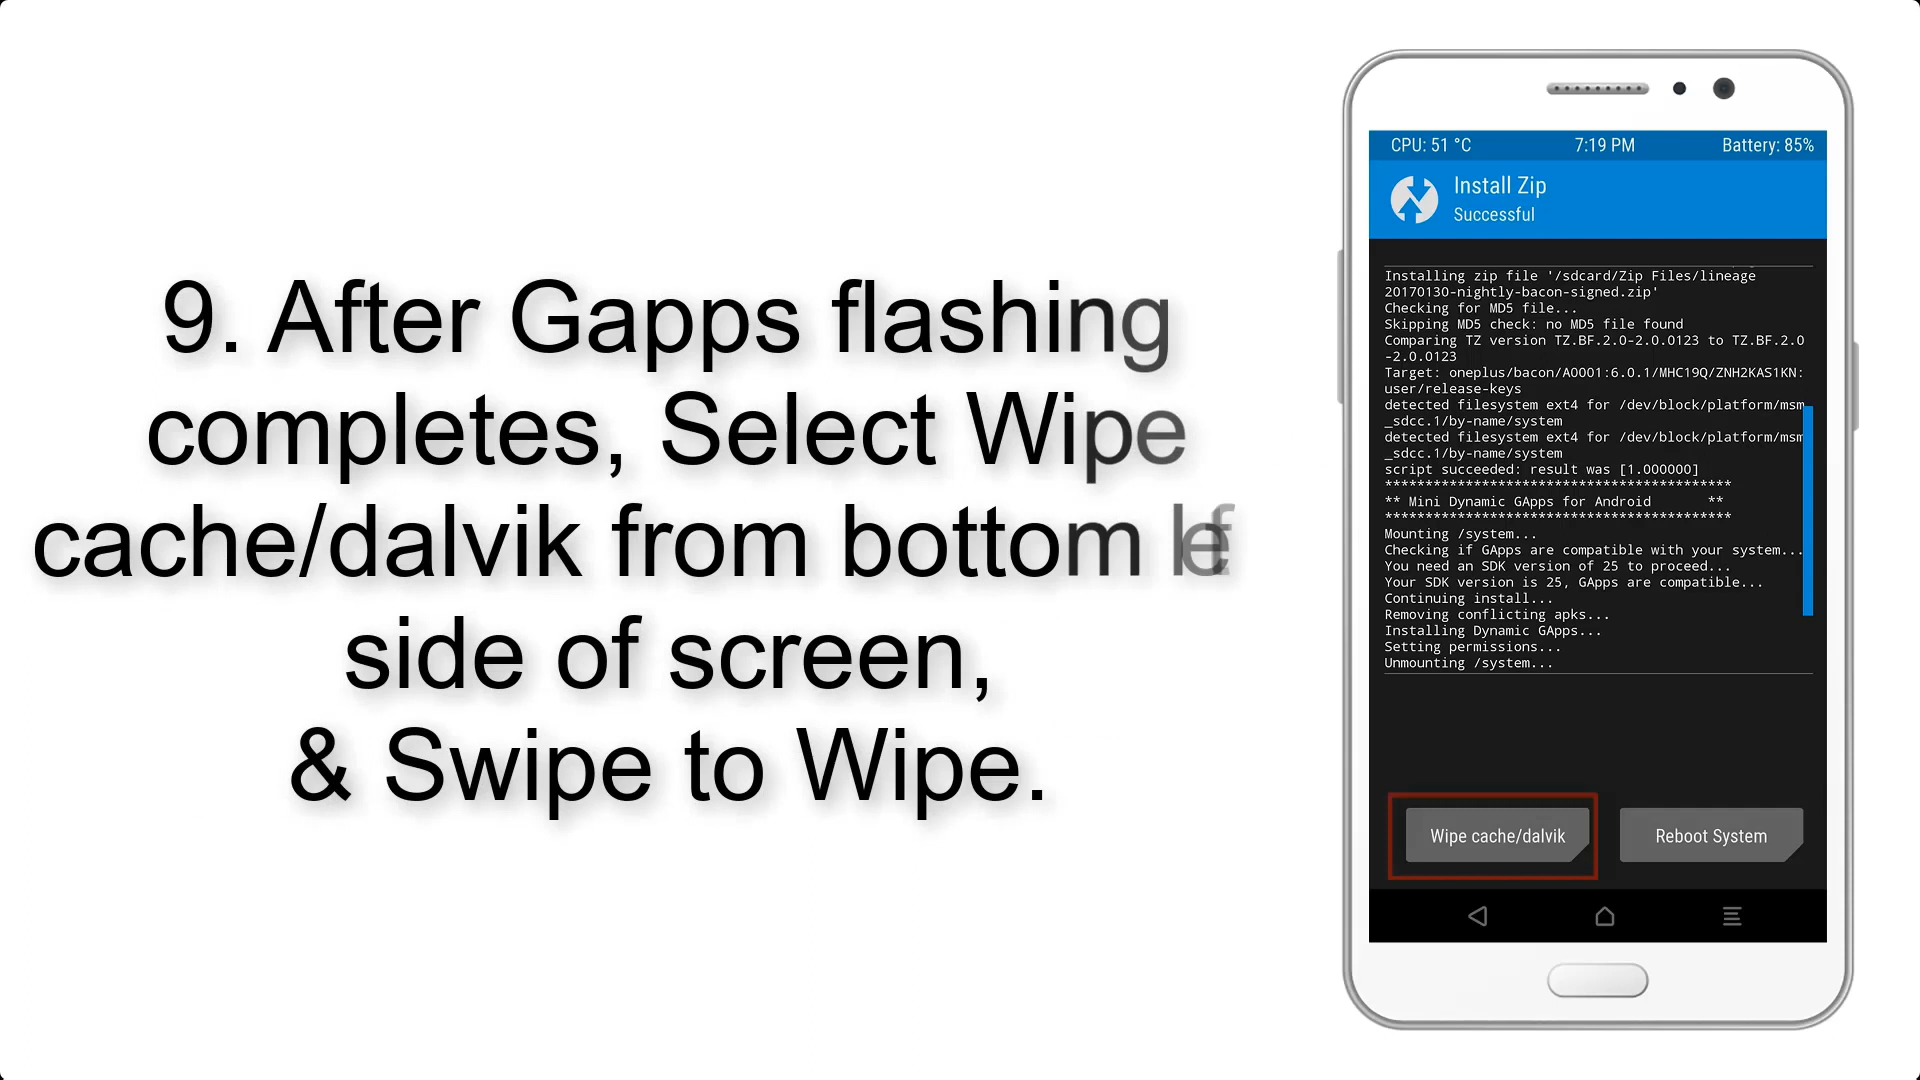 9. After Gapps flashing
completes, Select Wipe
cache/dalvik from bottom lef
side of screen,
& Swipe to Wipe.
CPU: 51 °C 7:19 PM Battery: 85%
Install Zip
Successful
Installing zip file '/sdcard/Zip Files/lineage
20170130-nightly-bacon-signed.zip'
Checking for MD5 file...
Skipping MD5 check: no MD5 file found
Comparing TZ version TZ.BF.2.0-2.0.0123 to TZ.BF.2.0
-2.0.0123
Target: oneplus/bacon/A0001:6.0.1/MHC19Q/ZNH2KAS1KN:
user/release-keys
detected filesystem ext4 for /dev/block/platform/msm
_sdcc.1/by-name/system
detected filesystem ext4 for /dev/block/platform/msm
_sdcc.1/by-name/system
script succeeded: result was [1.000000]
*******************************************
** Mini Dynamic GApps for Android **
*******************************************
Mounting /system...
Checking if GApps are compatible with your system...
You need an SDK version of 25 to proceed...
Your SDK version is 25, GApps are compatible...
Continuing install...
Removing conflicting apks...
Installing Dynamic GApps...
Setting permissions...
Unmounting /system...
Wipe cache/dalvik Reboot System